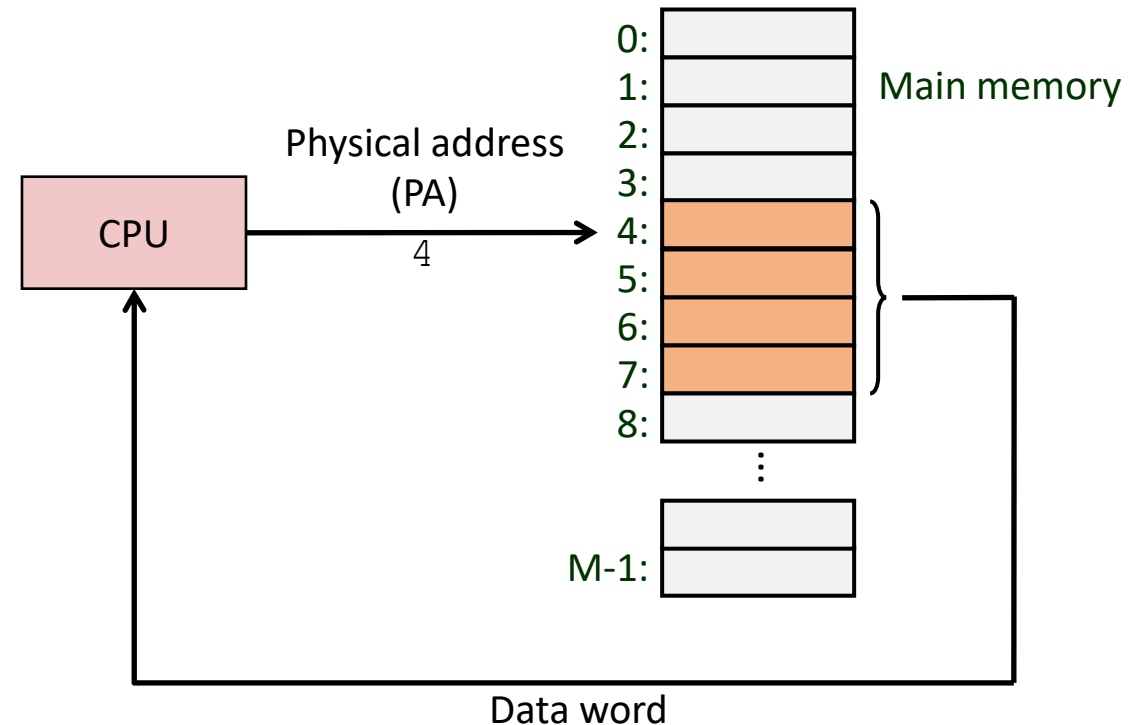 0:
1:
Main memory
2:
Physical address
(PA)
3:
CPU
4:
4
5:
6:
7:
8:
...
M-1:
Data word